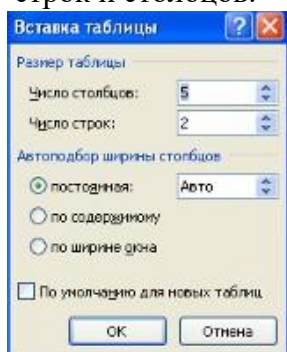 строк и столбцов.
Вставка таблицы
Размер таблицы
Число столбцов: 5
Число строк: 2
Автоподбор ширины столбцов
постоянная: Авто
по содержимому
по ширине окна
По умолчанию для новых таблиц
ОК Отмена